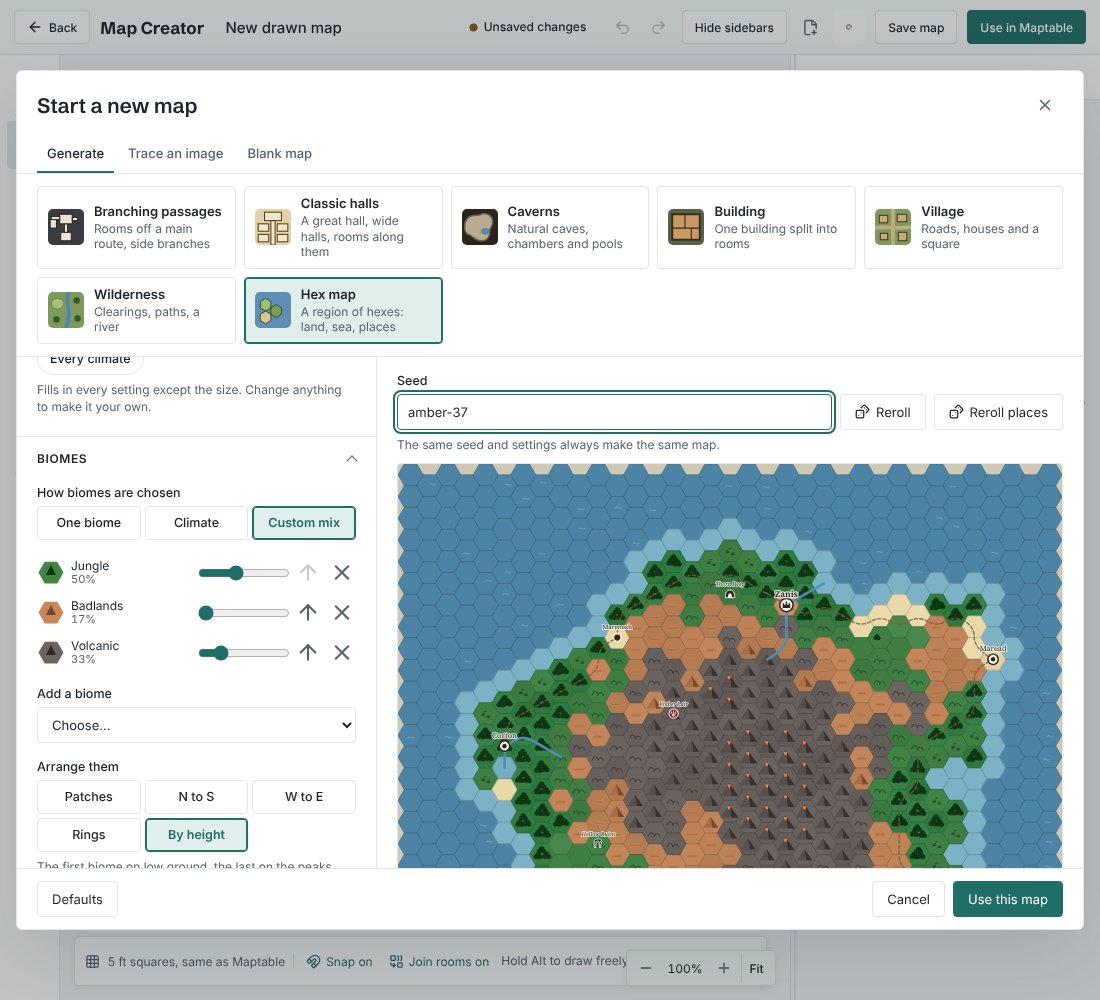 Back
Map Creator
New drawn map
Unsaved changes
Hide sidebars
Save map
Use in Maptable
Start a new map
Generate
Trace an image
Blank map
Branching passages
Rooms off a main
route, side branches
Classic halls
A great hall, wide
halls, rooms along
them
Caverns
Natural caves,
chambers and pools
Building
One building split into
rooms
Village
Roads, houses and a
square
Wilderness
Clearings, paths, a
river
Hex map
A region of hexes:
land, sea, places
Every climate
Fills in every setting except the size. Change anything
to make it your own.
BIOMES
How biomes are chosen
One biome
Climate
Custom mix
Jungle
50%
Badlands
17%
Volcanic
33%
Add a biome
Choose...
Arrange them
Patches
N to S
W to E
Rings
By height
The first biome on low ground, the last on the peaks
Seed
amber-37
Reroll
Reroll places
The same seed and settings always make the same map.
Zanis
Maread
Corton
Defaults
Cancel
Use this map
5 ft squares, same as Maptable
Snap on
Join rooms on
Hold Alt to draw freely
100%
Fit